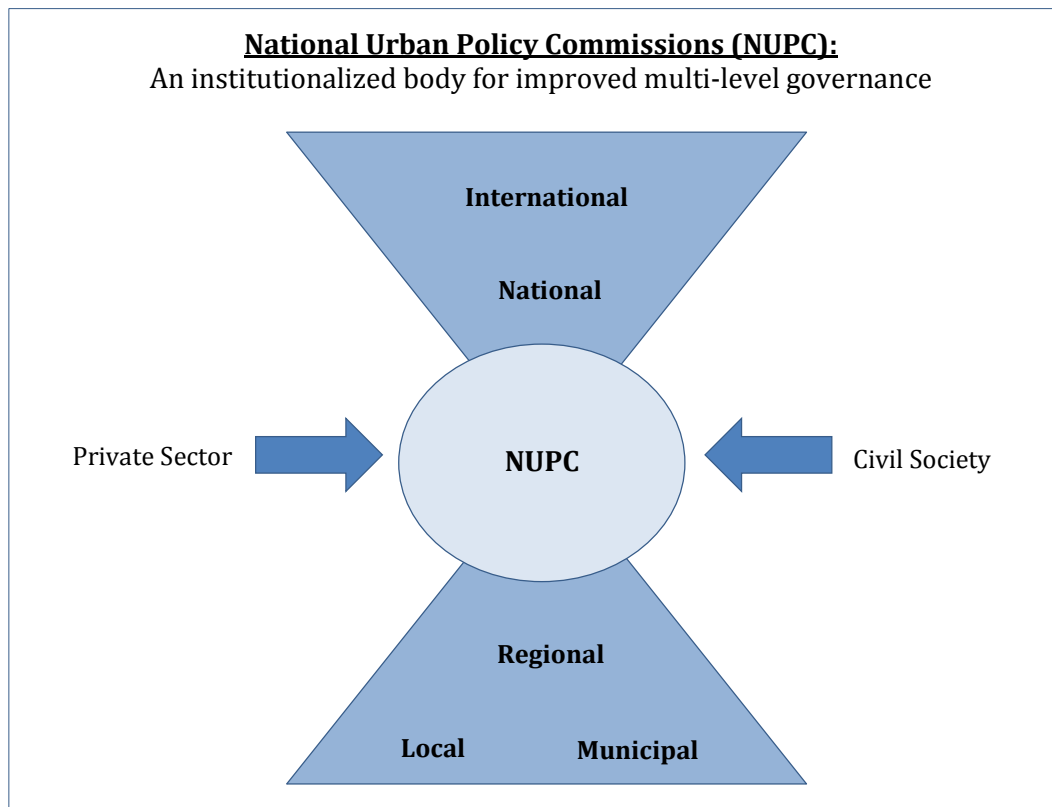 National Urban Policy Commissions (NUPC):
An institutionalized body for improved multi-level governance
International
National
Private Sector
NUPC
Civil Society
Regional
Local
Municipal